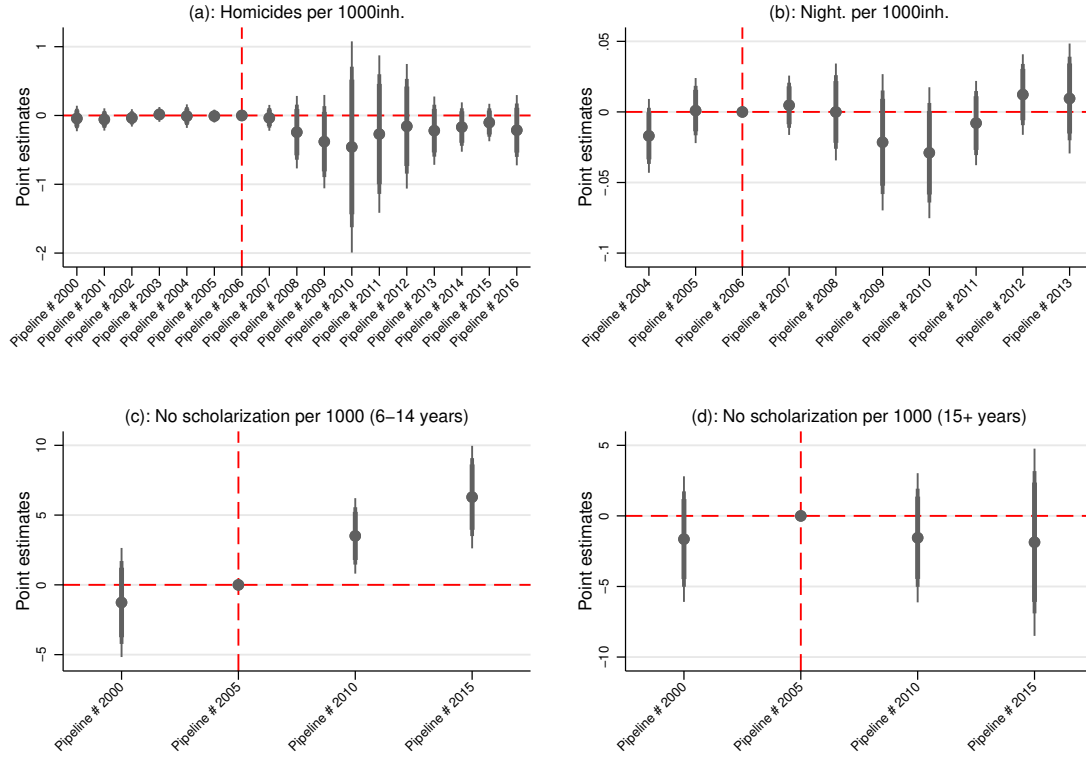 (a): Homicides per 1000inh.
Point estimates
1
0
−1
−2
Pipeline # 2000
Pipeline # 2001
Pipeline # 2002
Pipeline # 2003
Pipeline # 2004
Pipeline # 2005
Pipeline # 2006
Pipeline # 2007
Pipeline # 2008
Pipeline # 2009
Pipeline # 2010
Pipeline # 2011
Pipeline # 2012
Pipeline # 2013
Pipeline # 2014
Pipeline # 2015
Pipeline # 2016
(b): Night. per 1000inh.
Point estimates
.05
0
−.05
−.1
Pipeline # 2004
Pipeline # 2005
Pipeline # 2006
Pipeline # 2007
Pipeline # 2008
Pipeline # 2009
Pipeline # 2010
Pipeline # 2011
Pipeline # 2012
Pipeline # 2013
(c): No scholarization per 1000 (6−14 years)
Point estimates
10
5
0
−5
Pipeline # 2000
Pipeline # 2005
Pipeline # 2010
Pipeline # 2015
(d): No scholarization per 1000 (15+ years)
Point estimates
5
0
−5
−10
Pipeline # 2000
Pipeline # 2005
Pipeline # 2010
Pipeline # 2015